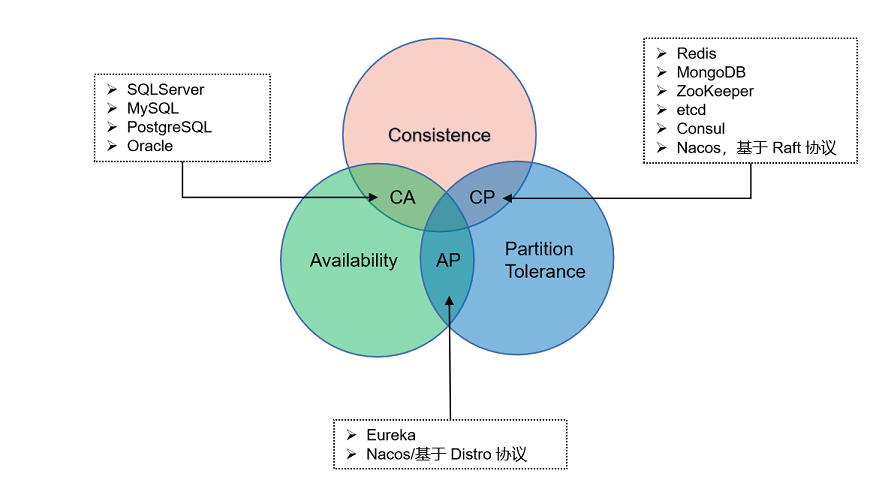 Redis
MongoDB
ZooKeeper
etcd
Consul
Nacos，基于 Raft 协议
SQLServer
MySQL
PostgreSQL
Oracle
Consistence
CA
CP
Availability
AP
Partition
Tolerance
Eureka
Nacos/基于 Distro 协议